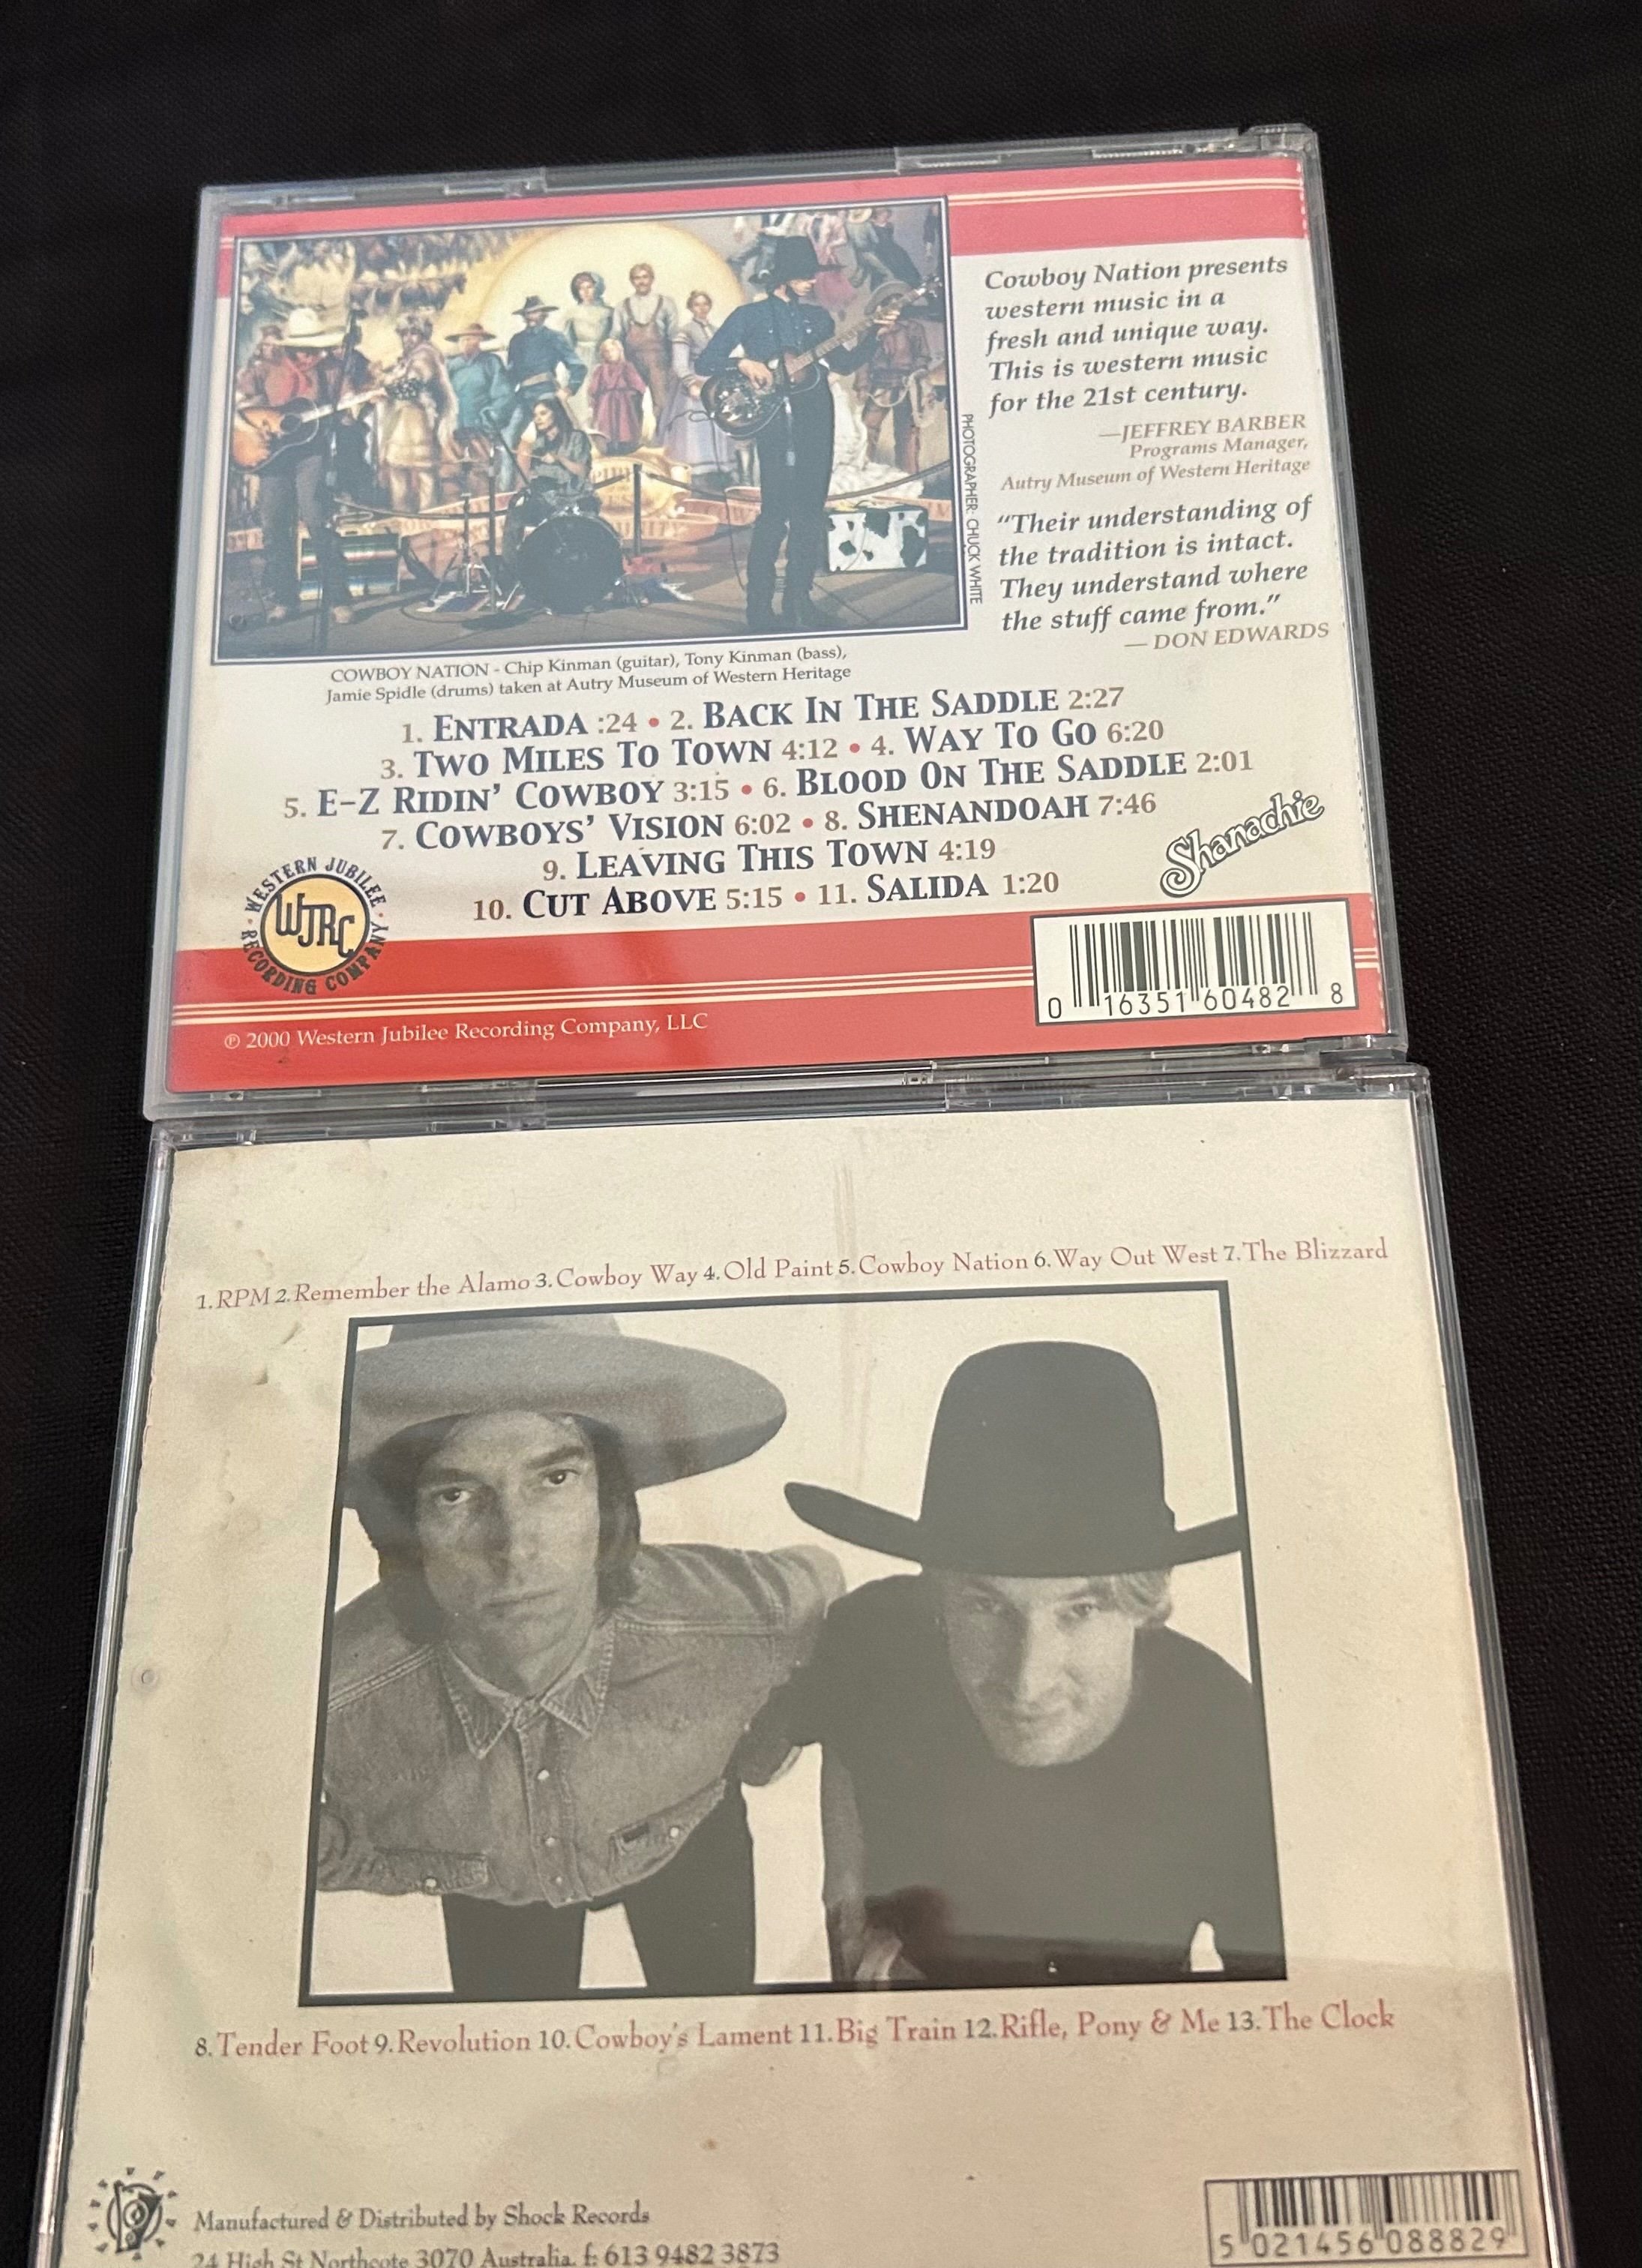 Cowboy Nation presents
western music in a
fresh and unique way.
This is western music
for the 21st century.
—JEFFREY BARBER
Programs Manager,
Autry Museum of Western Heritage
"Their understanding of
the tradition is intact.
They understand where
the stuff came from."
— DON EDWARDS
PHOTOGRAPHER: CHUCK WHITE
COWBOY NATION - Chip Kinman (guitar), Tony Kinman (bass),
Jamie Spidle (drums) taken at Autry Museum of Western Heritage
1. ENTRADA :24 • 2. BACK IN THE SADDLE 2:27
3. TWO MILES TO TOWN 4:12 • 4. WAY TO GO 6:20
5. E-Z RIDIN' COWBOY 3:15 • 6. BLOOD ON THE SADDLE 2:01
7. COWBOYS' VISION 6:02 • 8. SHENANDOAH 7:46
9. LEAVING THIS TOWN 4:19
10. CUT ABOVE 5:15 • 11. SALIDA 1:20
Shanachie
WESTERN JUBILEE
WJRC
RECORDING COMPANY
0 16351 60482 8
℗ 2000 Western Jubilee Recording Company, LLC
1. RPM 2. Remember the Alamo 3. Cowboy Way 4. Old Paint 5. Cowboy Nation 6. Way Out West 7. The Blizzard
8. Tender Foot 9. Revolution 10. Cowboy's Lament 11. Big Train 12. Rifle, Pony & Me 13. The Clock
Manufactured & Distributed by Shock Records
24 High St Northcote 3070 Australia. f: 613 9482 3873
5 021456 088829